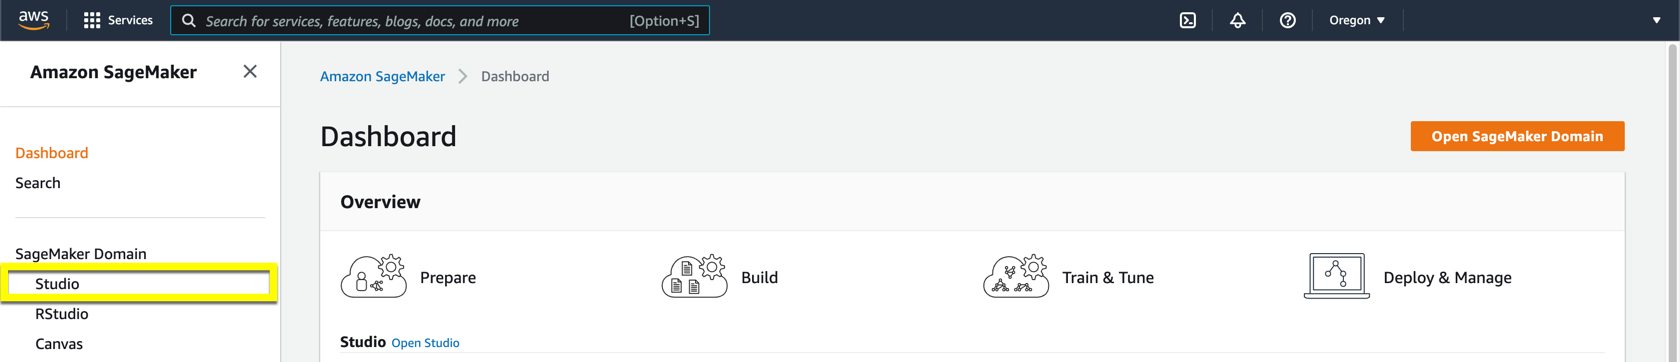 aws
Services
Search for services, features, blogs, docs, and more
[Option+S]
Oregon
Amazon SageMaker
Dashboard
Search
SageMaker Domain
Studio
RStudio
Canvas
Amazon SageMaker
Dashboard
Dashboard
Open SageMaker Domain
Overview
Prepare
Build
Train & Tune
Deploy & Manage
Studio Open Studio